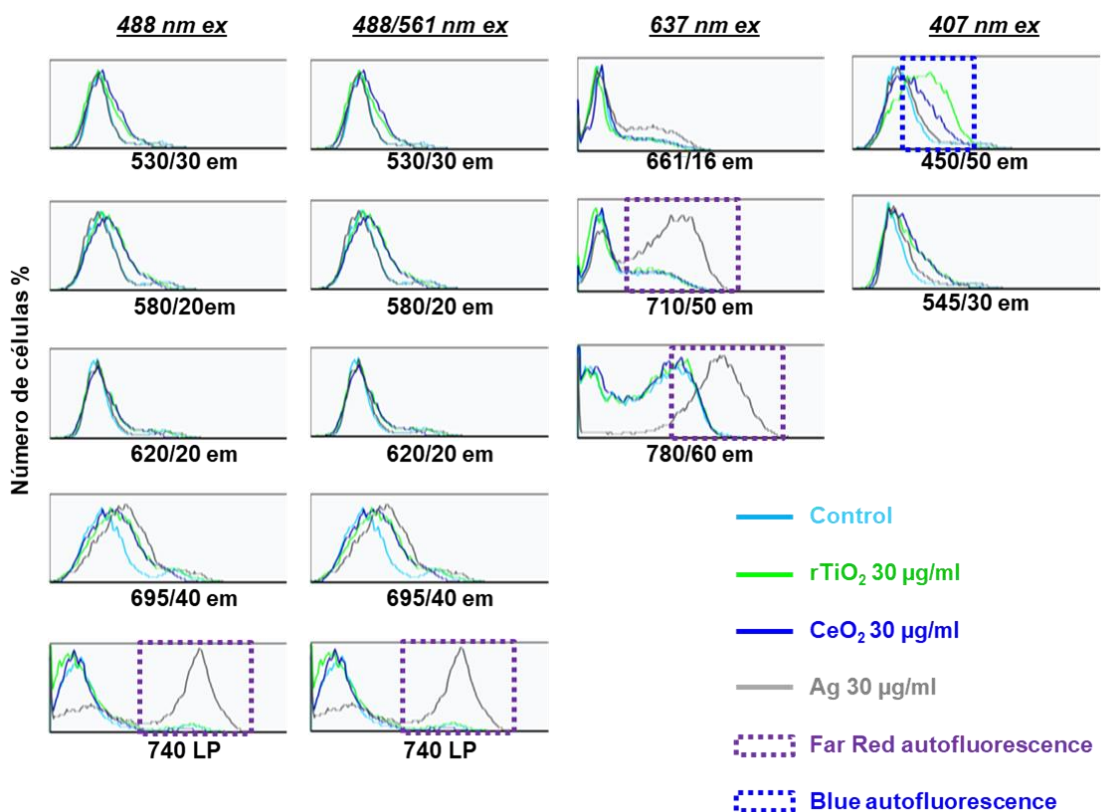 488 nm ex 488/561 nm ex 637 nm ex 407 nm ex
530/30 em 530/30 em 661/16 em 450/50 em
580/20em 580/20 em 710/50 em 545/30 em
620/20 em 620/20 em 780/60 em
695/40 em 695/40 em
740 LP 740 LP
Número de células %
Control
rTiO₂ 30 µg/ml
CeO₂ 30 µg/ml
Ag 30 µg/ml
Far Red autofluorescence
Blue autofluorescence